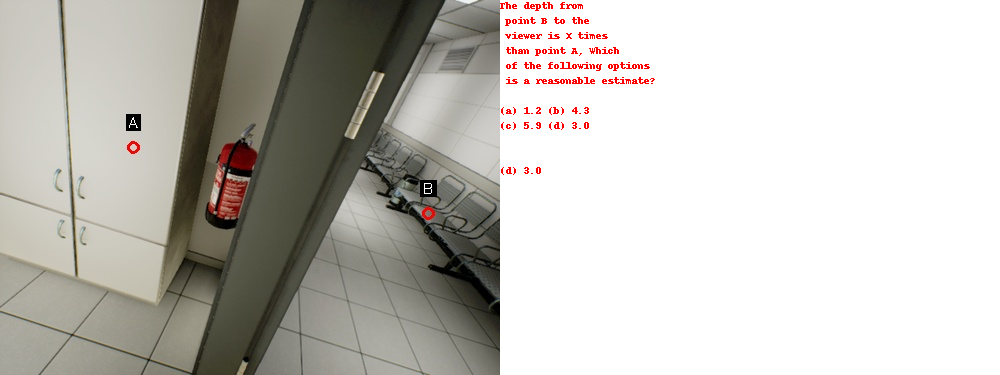 A
B
The depth from
point B to the
viewer is X times
than point A, Which
of the following options
is a reasonable estimate?
(a) 1.2 (b) 4.3
(c) 5.9 (d) 3.0
(d) 3.0